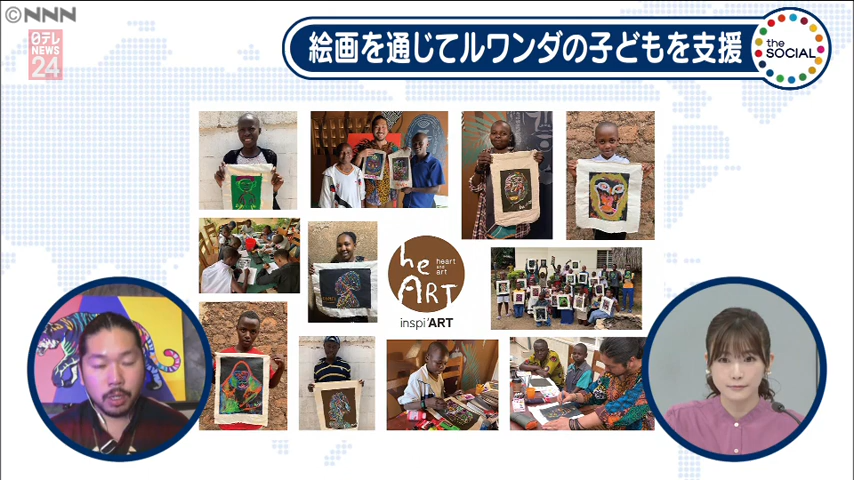 ©NNN
日テレ
NEWS
24
絵画を通じてルワンダの子どもを支援
the
SOCIAL
he
ART
heart
and
art
inspi'ART